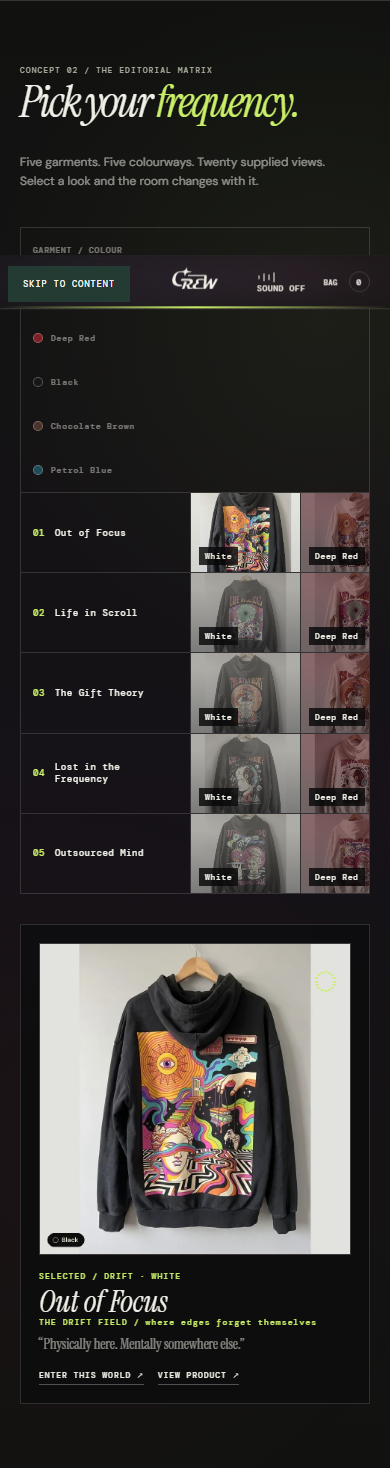 CONCEPT 02 / THE EDITORIAL MATRIX
Pick your frequency.
Five garments. Five colourways. Twenty supplied views.
Select a look and the room changes with it.
GARMENT / COLOUR
SKIP TO CONTENT
CREW
SOUND OFF
BAG
0
Deep Red
Black
Chocolate Brown
Petrol Blue
01 Out of Focus
White
Deep Red
02 Life in Scroll
White
Deep Red
03 The Gift Theory
White
Deep Red
04 Lost in the
Frequency
White
Deep Red
05 Outsourced Mind
White
Deep Red
Black
SELECTED / DRIFT - WHITE
Out of Focus
THE DRIFT FIELD / where edges forget themselves
“Physically here. Mentally somewhere else.”
ENTER THIS WORLD ↗ VIEW PRODUCT ↗